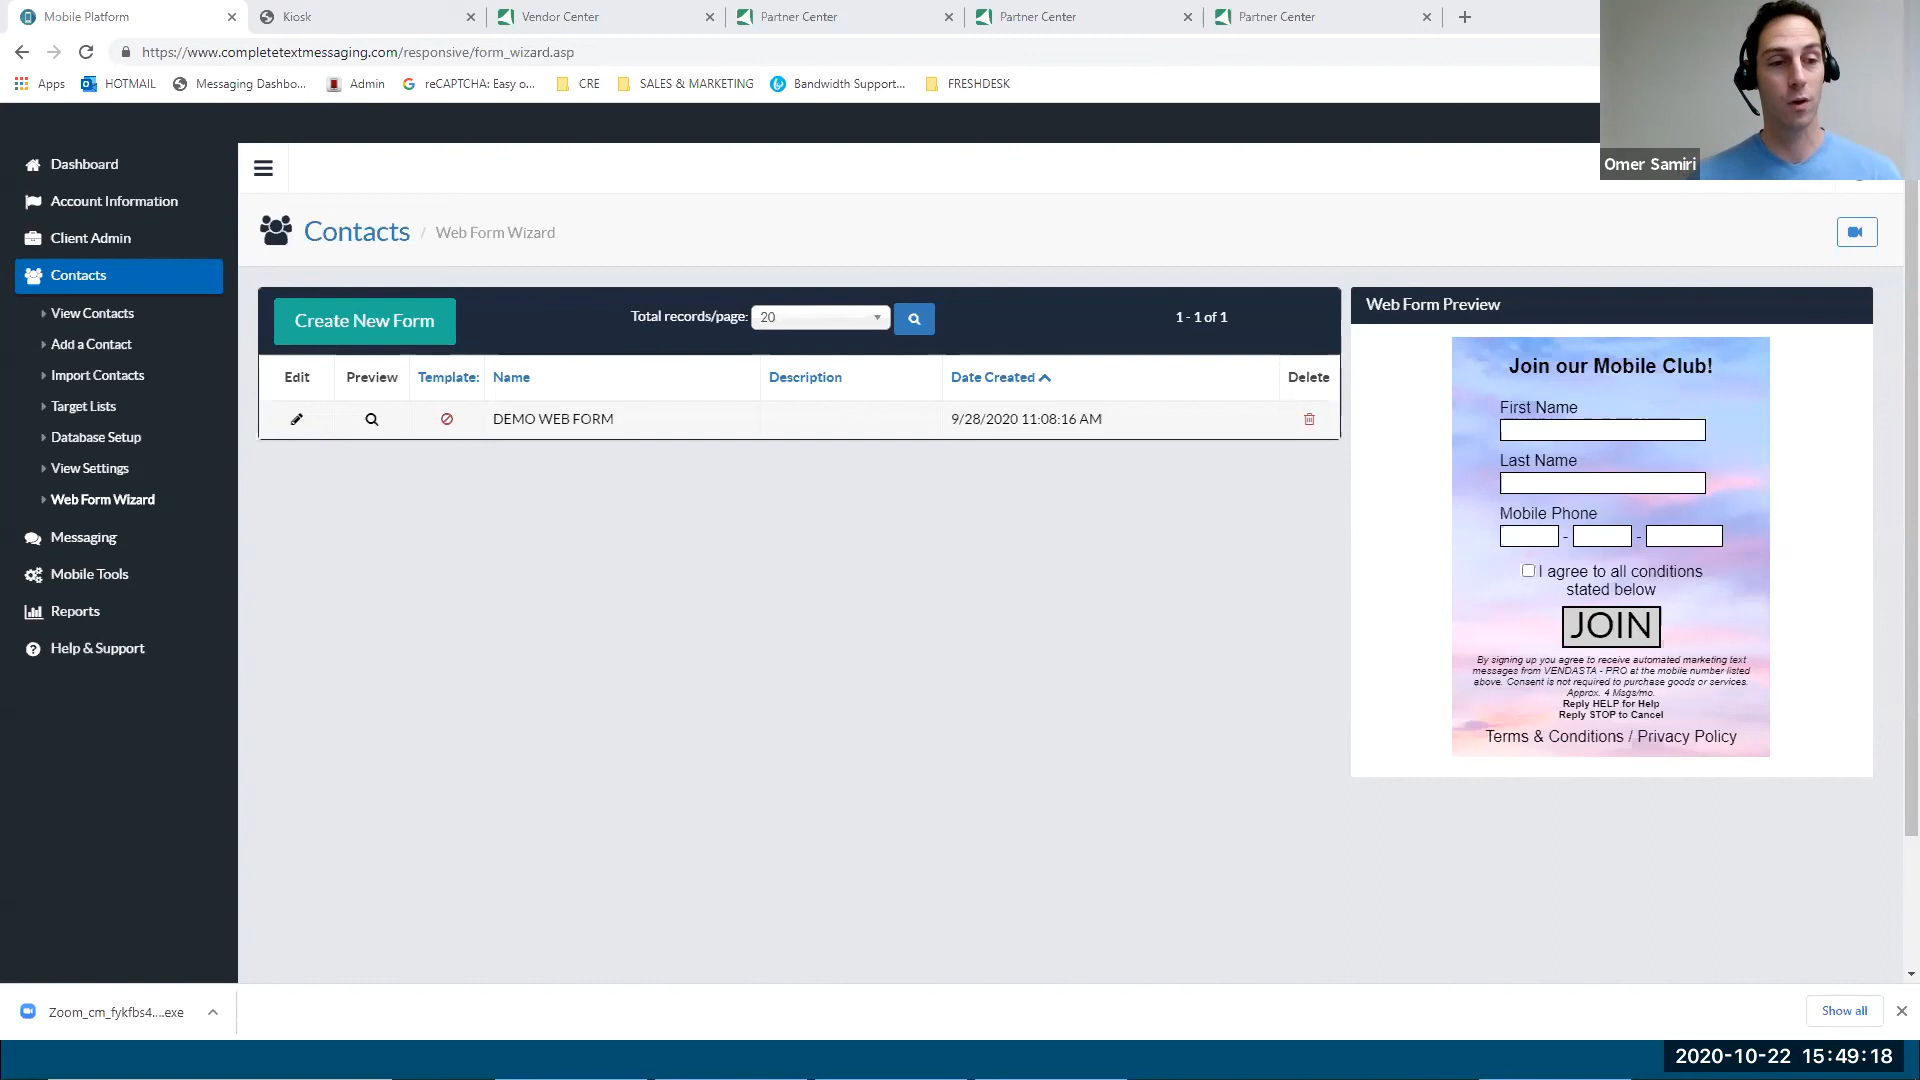 Mobile Platform
Kiosk
Vendor Center
Partner Center
Partner Center
Partner Center
https://www.completetextmessaging.com/responsive/form_wizard.asp
Apps
HOTMAIL
Messaging Dashbo...
Admin
reCAPTCHA: Easy o...
CRE
SALES & MARKETING
Bandwidth Support...
FRESHDESK
Omer Samiri
Dashboard
Account Information
Client Admin
Contacts
View Contacts
Add a Contact
Import Contacts
Target Lists
Database Setup
View Settings
Web Form Wizard
Messaging
Mobile Tools
Reports
Help & Support
Contacts / Web Form Wizard
Create New Form
Total records/page: 20
1 - 1 of 1
Edit Preview Template: Name Description Date Created Delete
DEMO WEB FORM 9/28/2020 11:08:16 AM
Web Form Preview
Join our Mobile Club!
First Name
Last Name
Mobile Phone
- -
I agree to all conditions
stated below
JOIN
By signing up you agree to receive automated marketing text
messages from VENDASTA - PRO at the mobile number listed
above. Consent is not required to purchase goods or services.
Approx. 4 Msgs/mo.
Reply HELP for Help
Reply STOP to Cancel
Terms & Conditions / Privacy Policy
Zoom_cm_fykfbs4....exe
Show all
2020-10-22 15:49:18